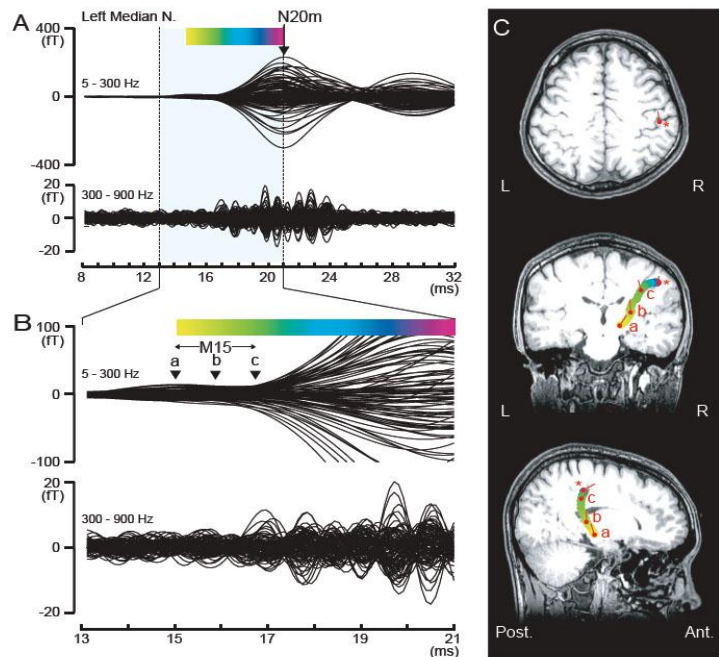 A
Left Median N.
N20m
400
(fT)
5 - 300 Hz
0
-400
20
(fT)
300 - 900 Hz
0
-20
8 12 16 20 24 28 32
(ms)
B
100
(fT)
M15
a b c
5 - 300 Hz
0
-100
20
(fT)
300 - 900 Hz
0
-20
13 15 17 19 21
(ms)
C
*
L R
*
c
b
a
L R
*
c
b
a
Post. Ant.